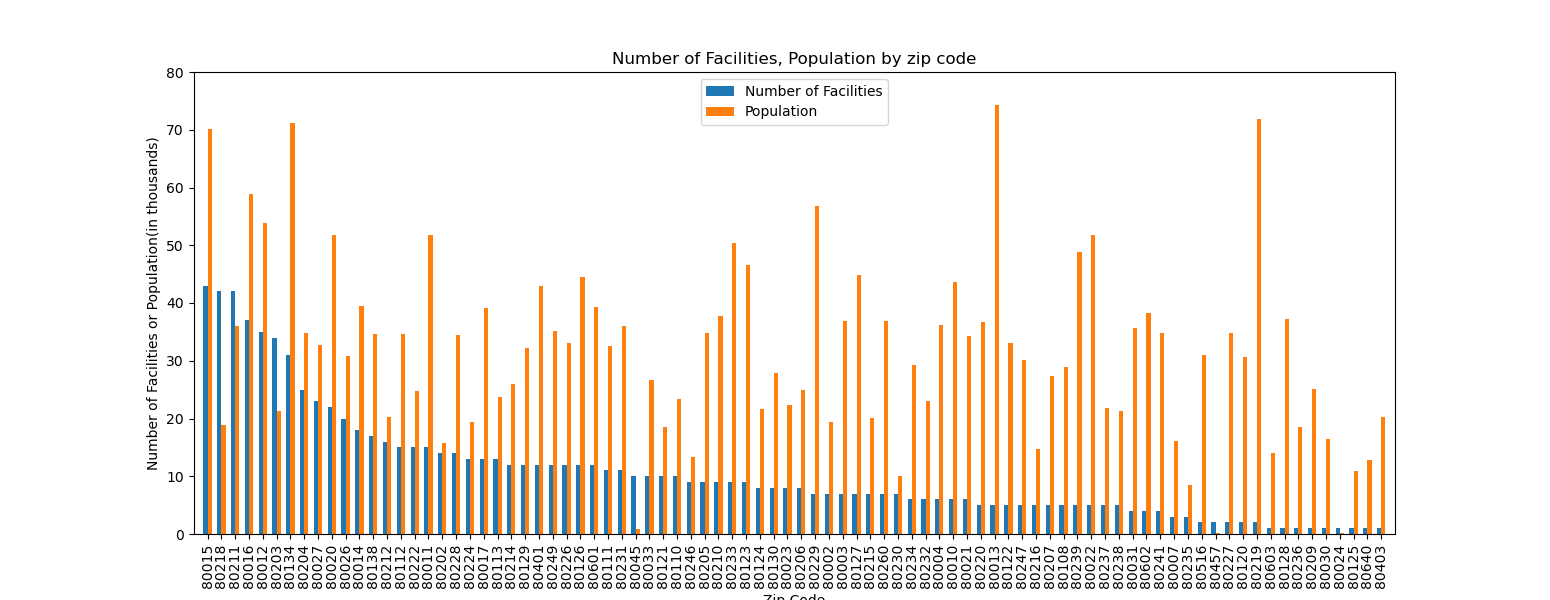 Number of Facilities, Population by zip code
Number of Facilities
Population
Number of Facilities or Population(in thousands)
80
70
60
50
40
30
20
10
0
80015 80218 80211 80016 80012 80203 80134 80204 80027 80020 80026 80014 80138 80212 80112 80222 80011 80202 80228 80224 80017 80113 80214 80129 80401 80249 80226 80126 80601 80111 80231 80045 80033 80121 80110 80246 80205 80210 80233 80123 80124 80130 80023 80206 80229 80002 80003 80127 80215 80260 80230 80234 80232 80004 80010 80021 80220 80013 80122 80247 80216 80207 80108 80239 80022 80237 80238 80031 80602 80241 80007 80235 80516 80457 80227 80120 80219 80603 80128 80236 80209 80030 80024 80125 80640 80403
Zip Code